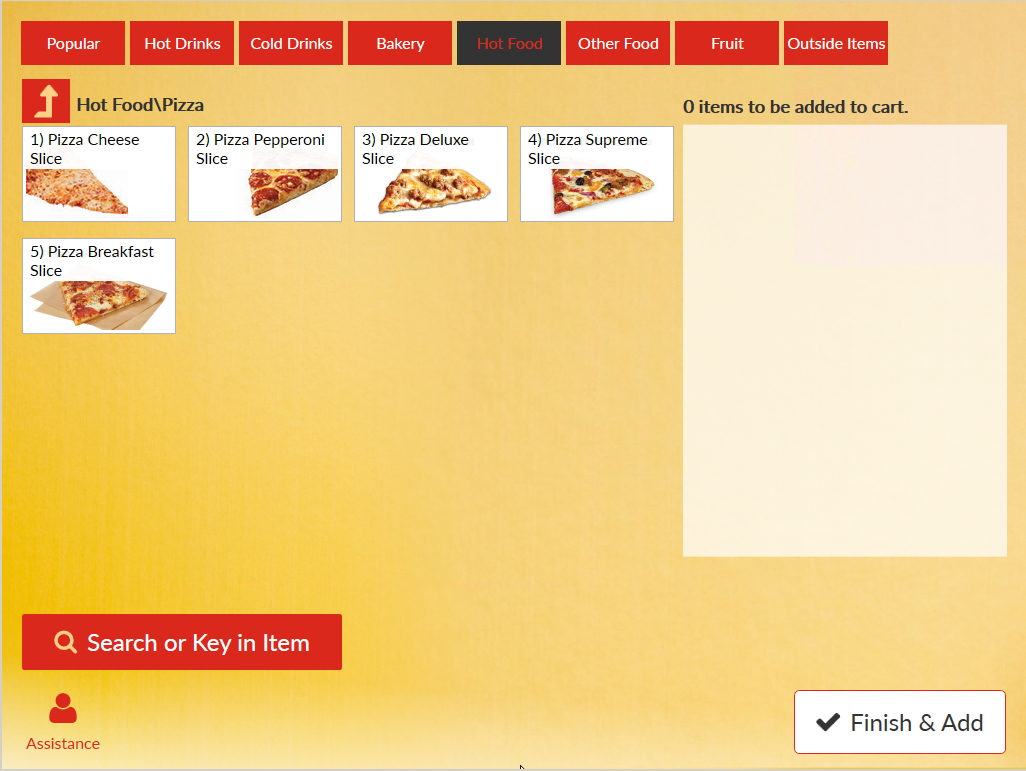 Popular
Hot Drinks
Cold Drinks
Bakery
Hot Food
Other Food
Fruit
Outside Items
Hot Food\Pizza
0 items to be added to cart.
1) Pizza Cheese
Slice
2) Pizza Pepperoni
Slice
3) Pizza Deluxe
Slice
4) Pizza Supreme
Slice
5) Pizza Breakfast
Slice
Search or Key in Item
Assistance
Finish & Add